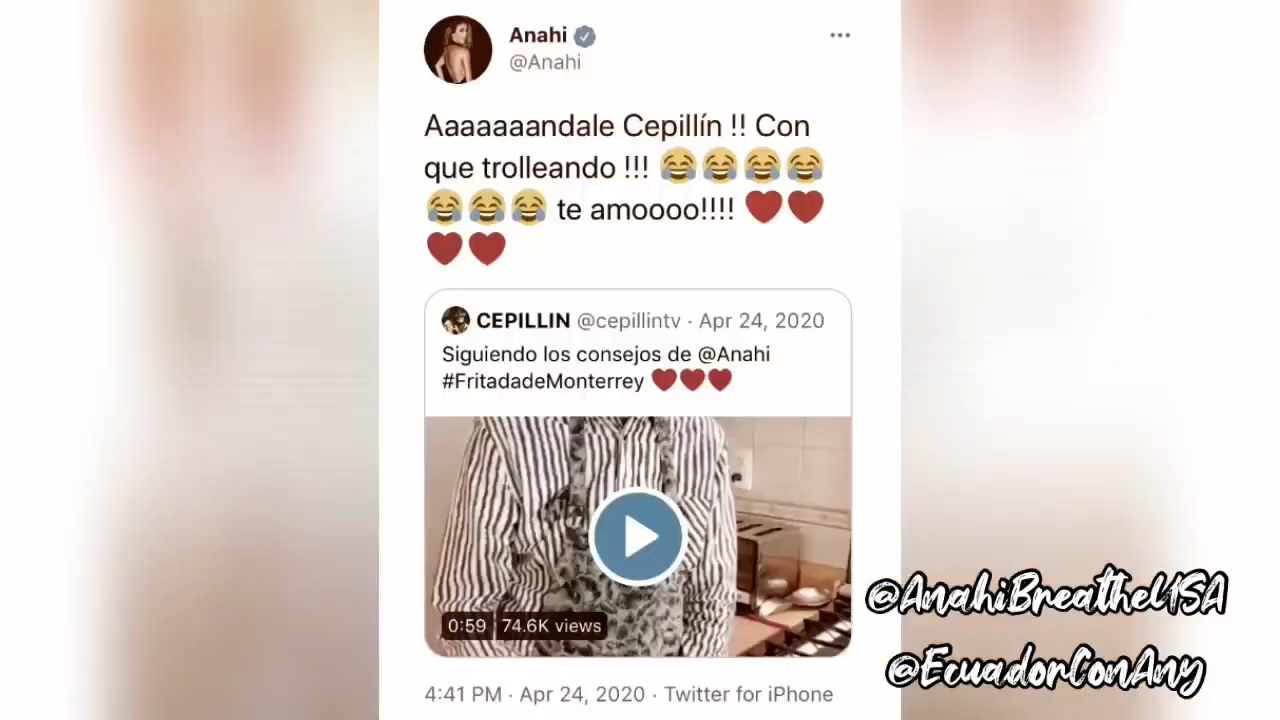 Anahi
@Anahi
Aaaaaaandale Cepillín !! Con
que trolleando !!! 😂😂😂😂
😂😂😂 te amoooo!!!! ❤️❤️
❤️❤️
CEPILLIN @cepillintv · Apr 24, 2020
Siguiendo los consejos de @Anahi
#FritadadeMonterrey ❤️❤️❤️
0:59 74.6K views
4:41 PM · Apr 24, 2020 · Twitter for iPhone
@AnahiBreatheUSA
@EcuadorConAny